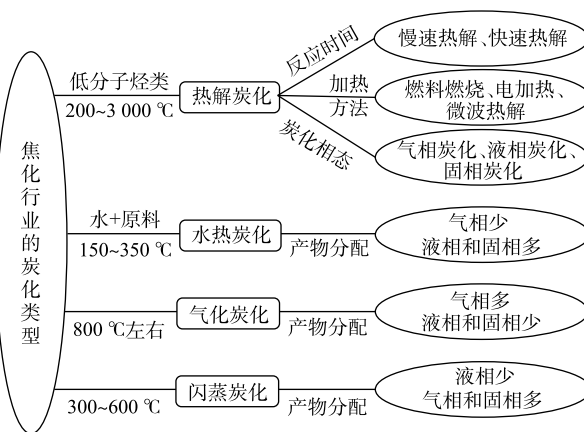 焦化行业的炭化类型
低分子烃类
200~3 000 ℃
热解炭化
反应时间
慢速热解、快速热解
加热
方法
燃料燃烧、电加热、
微波热解
炭化相态
气相炭化、液相炭化、
固相炭化
水+原料
150~350 ℃
水热炭化
产物分配
气相少
液相和固相多
800 ℃左右
气化炭化
产物分配
气相多
液相和固相少
300~600 ℃
闪蒸炭化
产物分配
液相少
气相和固相多